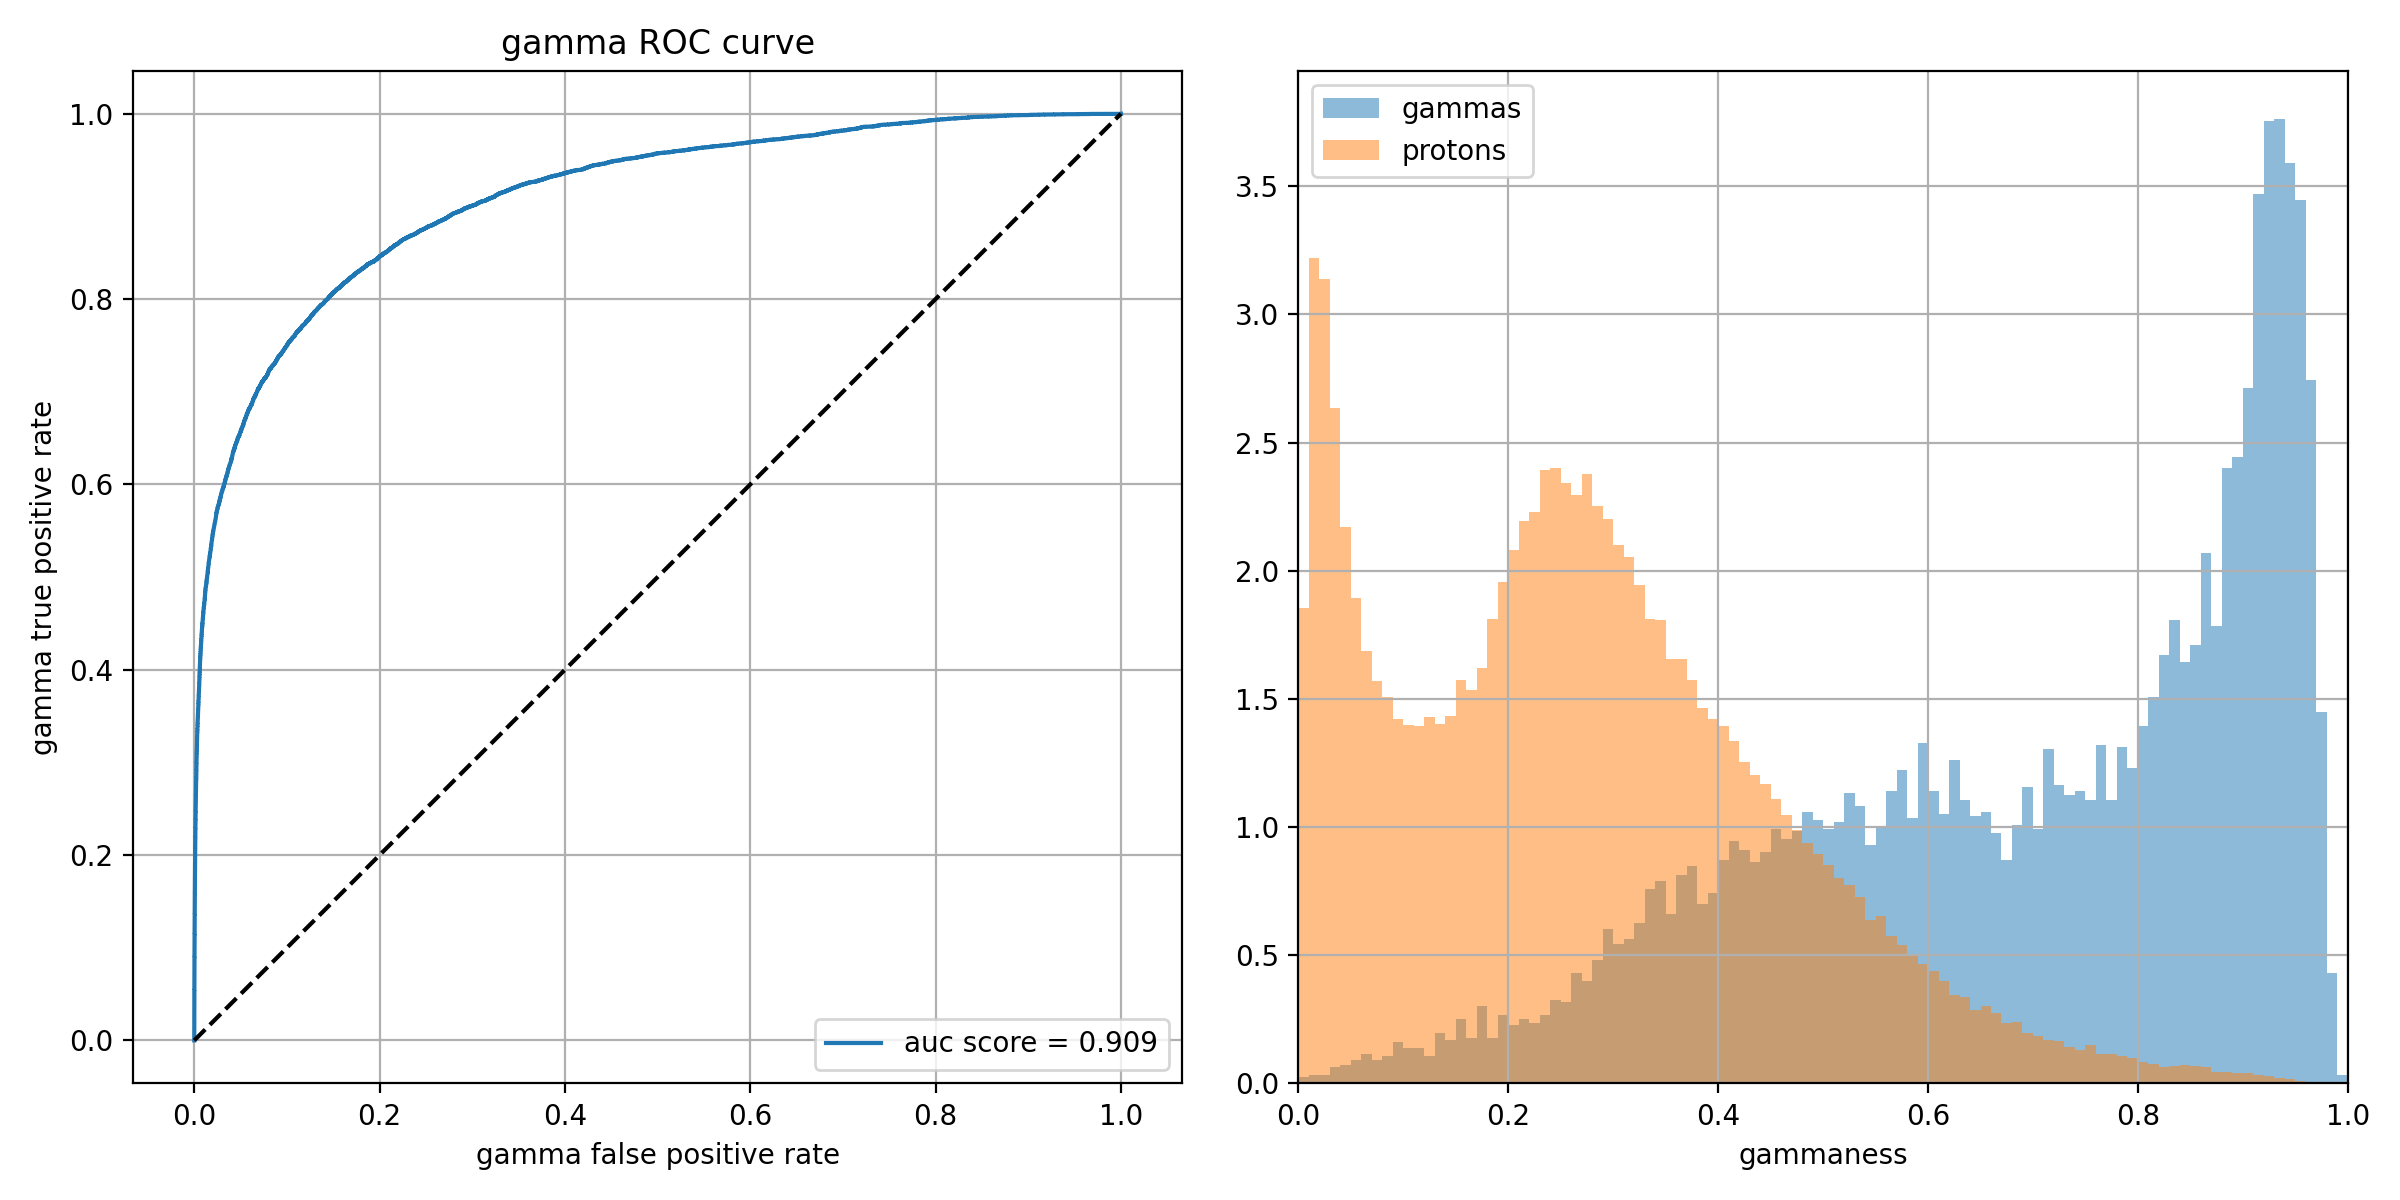 gamma ROC curve
1.0
0.8
0.6
0.4
0.2
0.0
gamma true positive rate
auc score = 0.909
0.0 0.2 0.4 0.6 0.8 1.0
gamma false positive rate
gammas
protons
3.5
3.0
2.5
2.0
1.5
1.0
0.5
0.0
0.0 0.2 0.4 0.6 0.8 1.0
gammaness